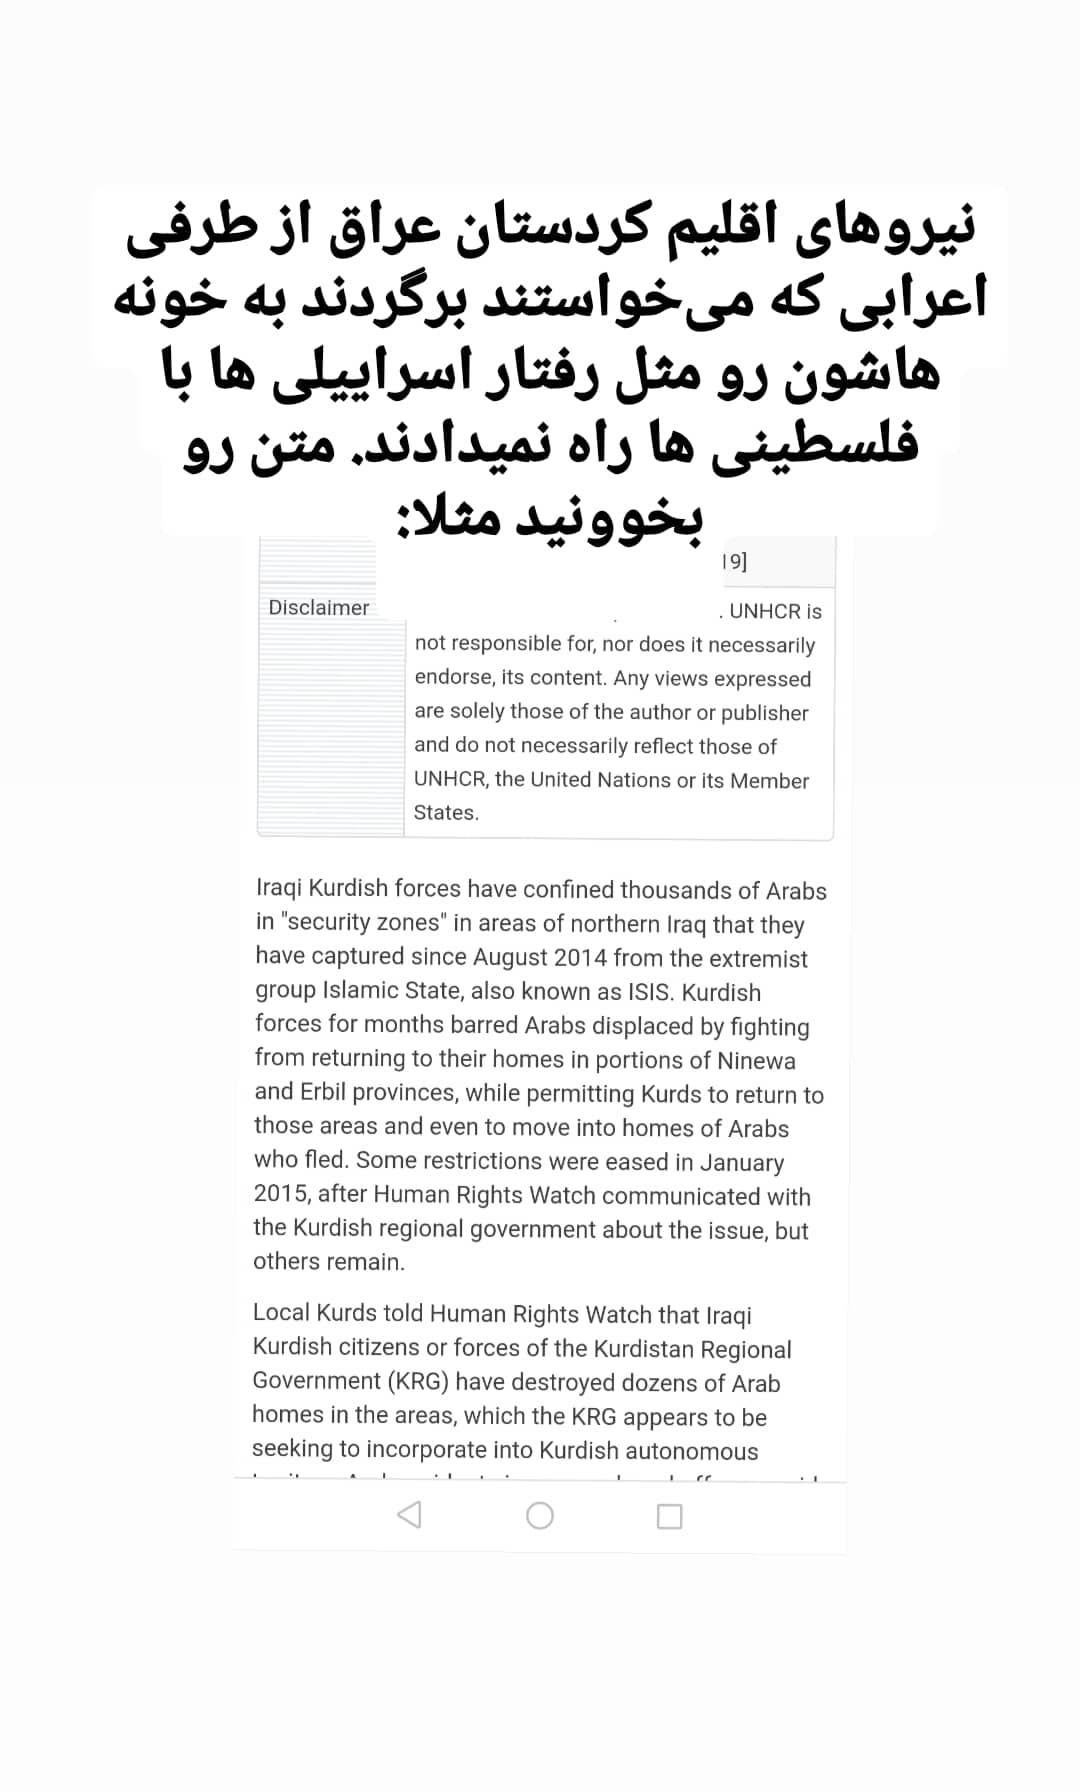 نیروهای اقلیم کردستان عراق از طرفی
اعرابی که می‌خواستند برگردند به خونه
هاشون رو مثل رفتار اسراییلی ها با
فلسطینی ها راه نمیدادند. متن رو
بخوونید مثلا:
19]
Disclaimer
. UNHCR is
not responsible for, nor does it necessarily
endorse, its content. Any views expressed
are solely those of the author or publisher
and do not necessarily reflect those of
UNHCR, the United Nations or its Member
States.
Iraqi Kurdish forces have confined thousands of Arabs
in "security zones" in areas of northern Iraq that they
have captured since August 2014 from the extremist
group Islamic State, also known as ISIS. Kurdish
forces for months barred Arabs displaced by fighting
from returning to their homes in portions of Ninewa
and Erbil provinces, while permitting Kurds to return to
those areas and even to move into homes of Arabs
who fled. Some restrictions were eased in January
2015, after Human Rights Watch communicated with
the Kurdish regional government about the issue, but
others remain.
Local Kurds told Human Rights Watch that Iraqi
Kurdish citizens or forces of the Kurdistan Regional
Government (KRG) have destroyed dozens of Arab
homes in the areas, which the KRG appears to be
seeking to incorporate into Kurdish autonomous